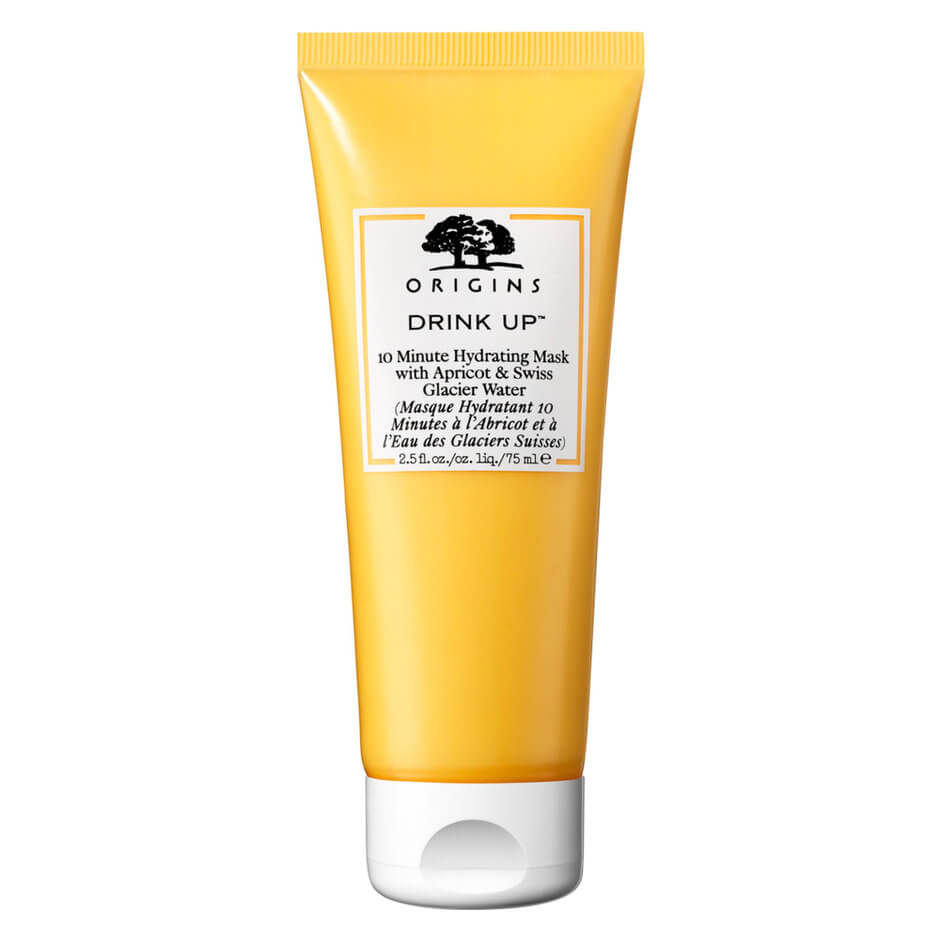 ORIGINS
DRINK UP™
10 Minute Hydrating Mask
with Apricot & Swiss
Glacier Water
(Masque Hydratant 10
Minutes à l'Abricot et à
l'Eau des Glaciers Suisses)
2.5 fl. oz./oz. liq./75 ml ℮